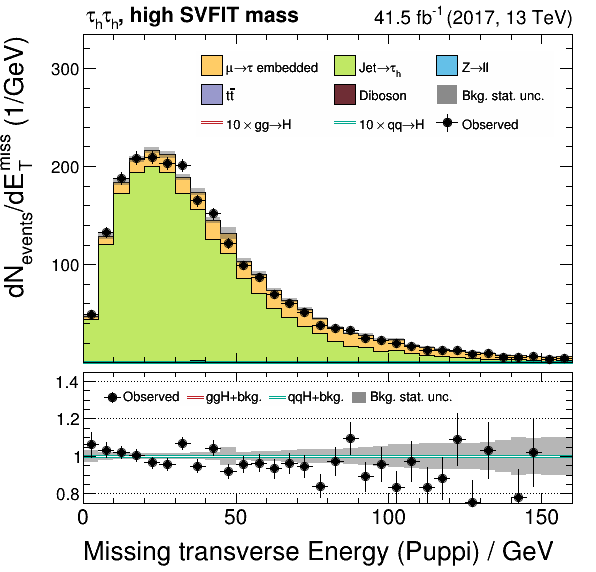 τhτh, high SVFIT mass 41.5 fb-1 (2017, 13 TeV)
dNevents/dETmiss (1/GeV)
300
200
100
μ→τ embedded Jet→τh Z→ll
tt̄ Diboson Bkg. stat. unc.
10 × gg→H 10 × qq→H Observed
1.4
1.2
1
0.8
Observed ggH+bkg. qqH+bkg. Bkg. stat. unc.
0 50 100 150
Missing transverse Energy (Puppi) / GeV